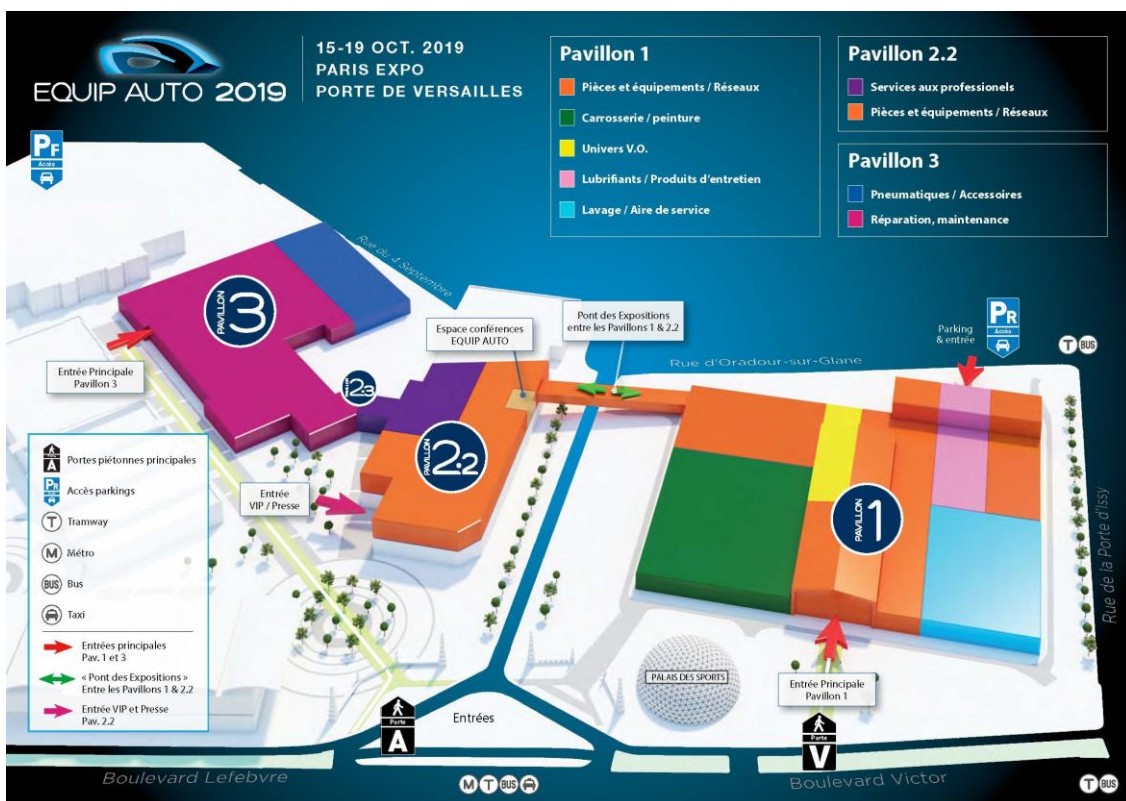 EQUIP AUTO 2019
15-19 OCT. 2019
PARIS EXPO
PORTE DE VERSAILLES
Pavillon 1
Pièces et équipements / Réseaux
Carrosserie / peinture
Univers V.O.
Lubrifiants / Produits d'entretien
Lavage / Aire de service
Pavillon 2.2
Services aux professionels
Pièces et équipements / Réseaux
Pavillon 3
Pneumatiques / Accessoires
Réparation, maintenance
PF
Accès
Rue du 4 Septembre
PAVILLON 3
Entrée Principale
Pavillon 3
Espace conférences
EQUIP AUTO
Pont des Expositions
entre les Pavillons 1 & 2.2
Rue d'Oradour-sur-Glane
Parking
& entrée
PR
Accès
T BUS
PAVILLON 2.3
PAVILLON 2.2
Entrée
VIP / Presse
PAVILLON 1
Rue de la Porte d'Issy
A
Portes piétonnes principales
PR
Accès parkings
T
Tramway
M
Métro
BUS
Bus
Taxi
Entrées principales
Pav. 1 et 3
« Pont des Expositions »
Entre les Pavillons 1 & 2.2
Entrée VIP et Presse
Pav. 2.2
PALAIS DES SPORTS
Entrée Principale
Pavillon 1
Porte
A
Entrées
Porte
V
Boulevard Lefebvre
M T BUS
Boulevard Victor
T BUS